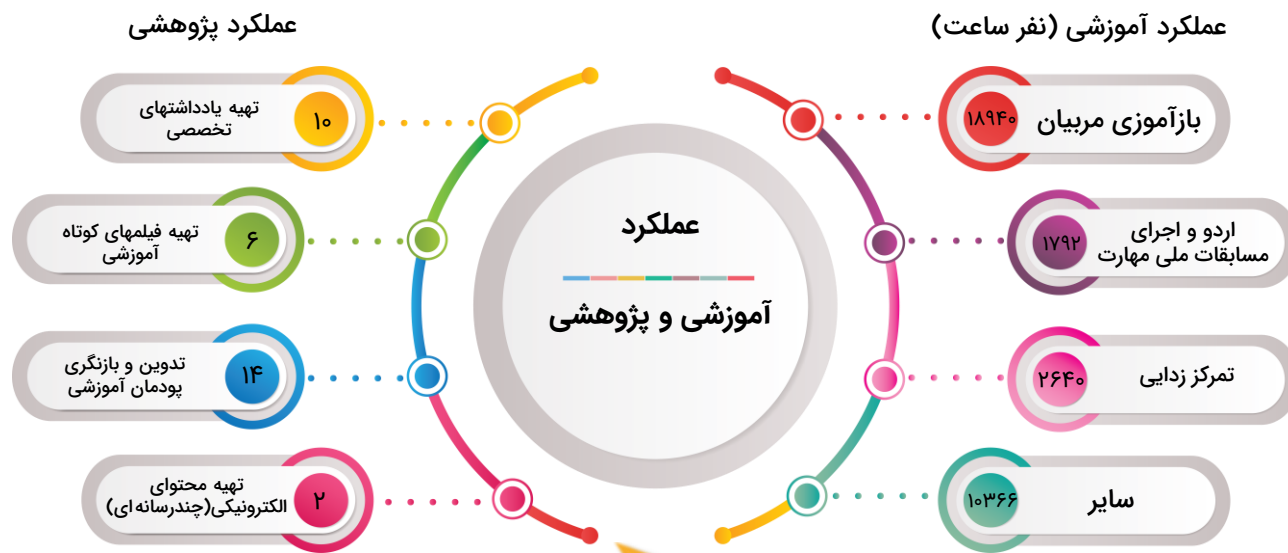 عملکرد آموزشی (نفر ساعت)
بازآموزی مربیان
۱۸۹۴۰
اردو و اجرای
مسابقات ملی مهارت
۱۷۹۲
تمرکز زدایی
۲۶۴۰
سایر
۱۰۳۶۶
عملکرد
آموزشی و پژوهشی
عملکرد پژوهشی
۱۰
تهیه یادداشتهای
تخصصی
۶
تهیه فیلمهای کوتاه
آموزشی
۱۴
تدوین و بازنگری
پودمان آموزشی
۲
تهیه محتوای
الکترونیکی(چندرسانه ای)